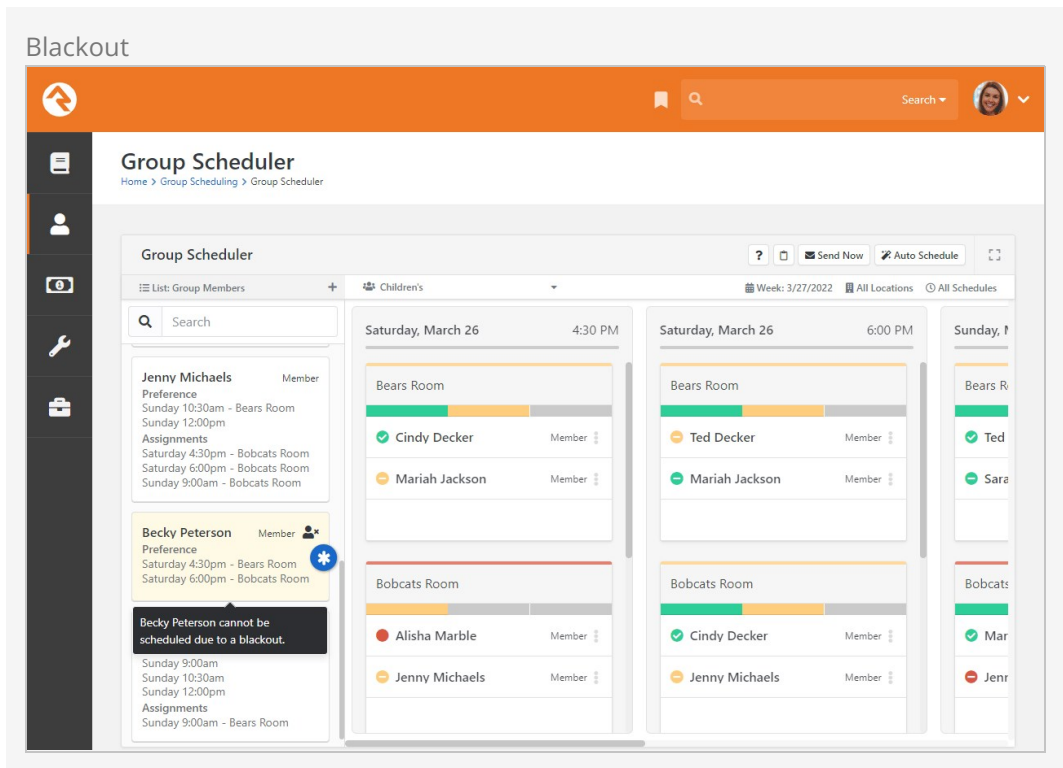 Blackout
Search
Group Scheduler
Home > Group Scheduling > Group Scheduler
Group Scheduler
? Send Now Auto Schedule
List: Group Members +
Children's
Week: 3/27/2022 All Locations All Schedules
Search
Jenny Michaels Member
Preference
Sunday 10:30am - Bears Room
Sunday 12:00pm
Assignments
Saturday 4:30pm - Bobcats Room
Saturday 6:00pm - Bobcats Room
Sunday 9:00am - Bobcats Room
Becky Peterson Member
Preference
Saturday 4:30pm - Bears Room
Saturday 6:00pm - Bobcats Room
Becky Peterson cannot be
scheduled due to a blackout.
Sunday 9:00am
Sunday 10:30am
Sunday 12:00pm
Assignments
Sunday 9:00am - Bears Room
Saturday, March 26 4:30 PM
Bears Room
Cindy Decker Member
Mariah Jackson Member
Bobcats Room
Alisha Marble Member
Jenny Michaels Member
Saturday, March 26 6:00 PM
Bears Room
Ted Decker Member
Mariah Jackson Member
Bobcats Room
Cindy Decker Member
Jenny Michaels Member
Sunday,
Bears
Ted
Sara
Bobcats
Mar
Jenn